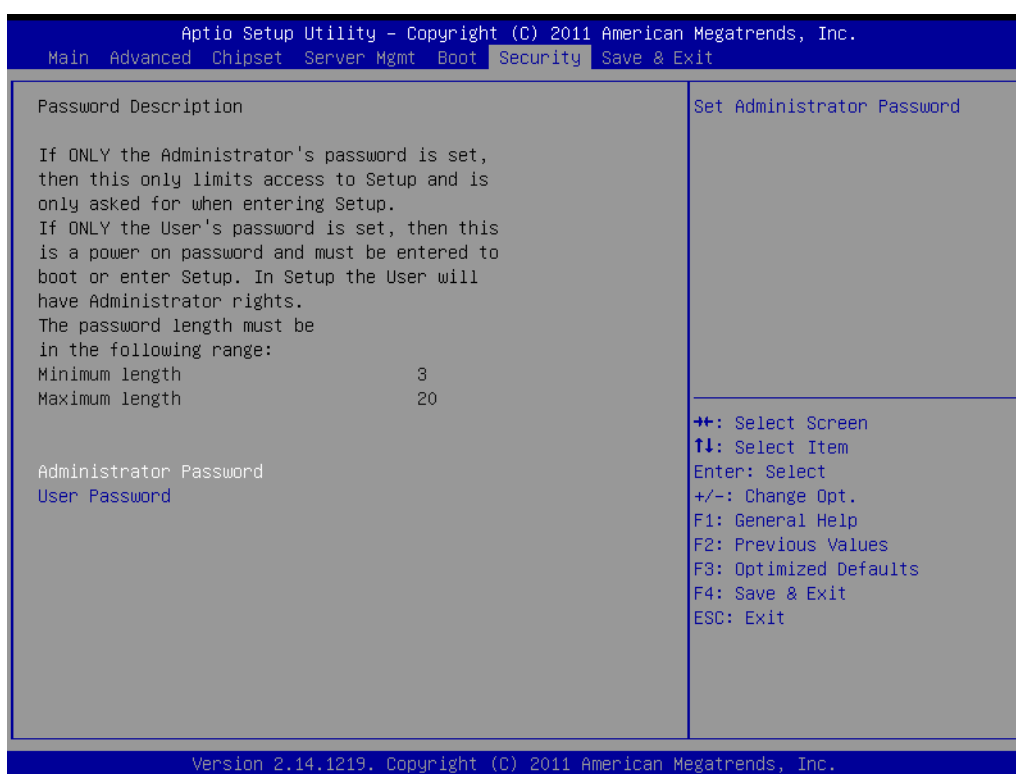 Aptio Setup Utility – Copyright (C) 2011 American Megatrends, Inc.
Main Advanced Chipset Server Mgmt Boot Security Save & Exit
Password Description
If ONLY the Administrator's password is set,
then this only limits access to Setup and is
only asked for when entering Setup.
If ONLY the User's password is set, then this
is a power on password and must be entered to
boot or enter Setup. In Setup the User will
have Administrator rights.
The password length must be
in the following range:
Minimum length 3
Maximum length 20
Administrator Password
User Password
Set Administrator Password
→←: Select Screen
↑↓: Select Item
Enter: Select
+/-: Change Opt.
F1: General Help
F2: Previous Values
F3: Optimized Defaults
F4: Save & Exit
ESC: Exit
Version 2.14.1219. Copyright (C) 2011 American Megatrends, Inc.